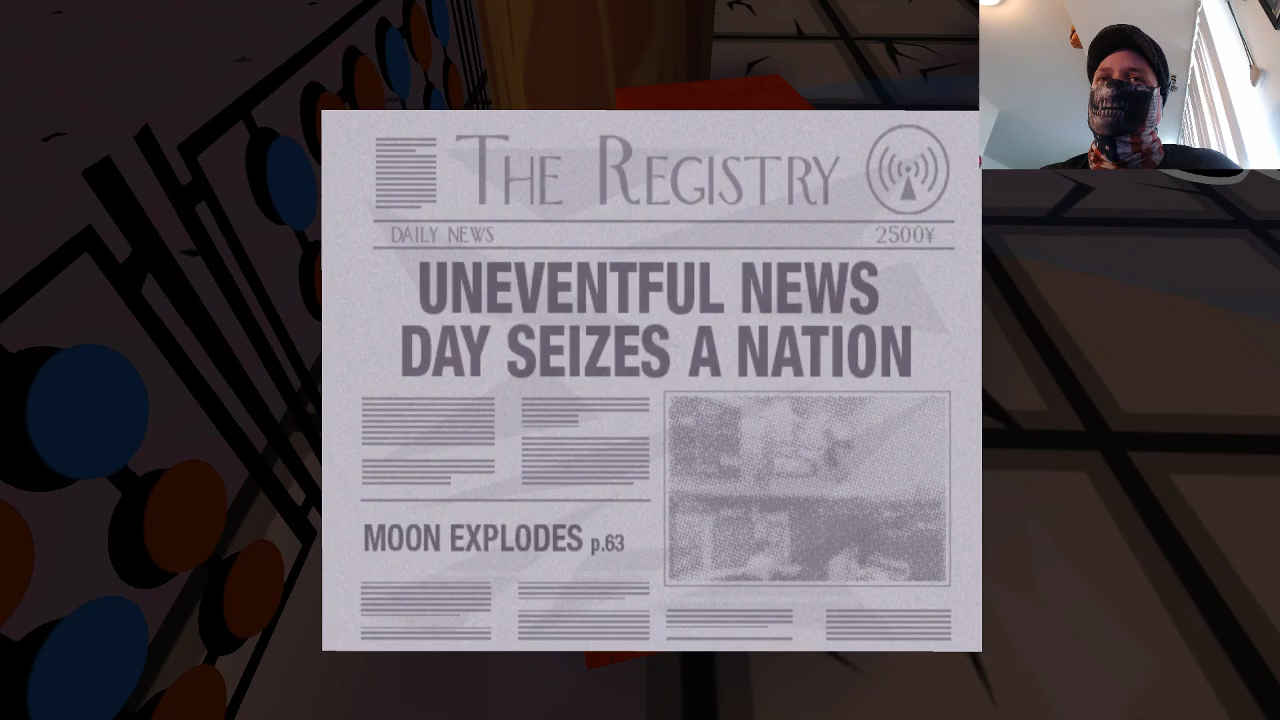 The Registry
DAILY NEWS
2500¥
UNEVENTFUL NEWS
DAY SEIZES A NATION
MOON EXPLODES p.63